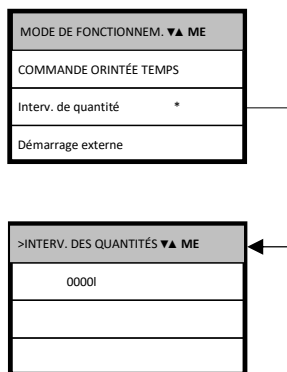 MODE DE FONCTIONNEM. ▼▲ ME
COMMANDE ORINTÉE TEMPS
Interv. de quantité *
Démarrage externe
>INTERV. DES QUANTITÉS ▼▲ ME
0000l